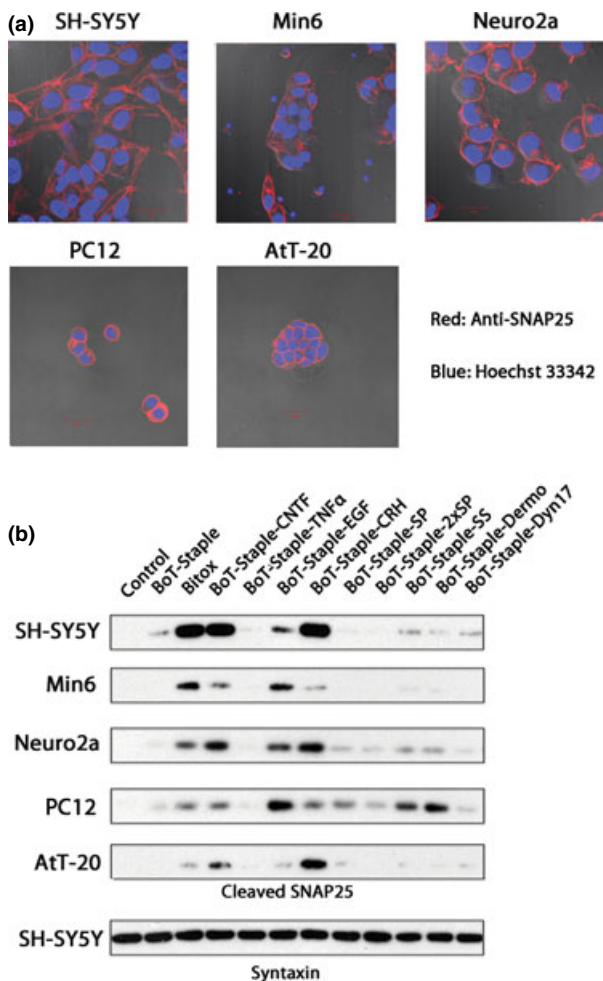 (a)
SH-SY5Y Min6 Neuro2a
PC12 AtT-20
Red: Anti-SNAP25
Blue: Hoechst 33342
(b)
Control BoT-Staple Bitox BoT-Staple-CNTF BoT-Staple-TNFα BoT-Staple-EGF BoT-Staple-CRH BoT-Staple-SP BoT-Staple-2xSP BoT-Staple-SS BoT-Staple-Dermo BoT-Staple-Dyn17
SH-SY5Y
Min6
Neuro2a
PC12
AtT-20
Cleaved SNAP25
SH-SY5Y
Syntaxin